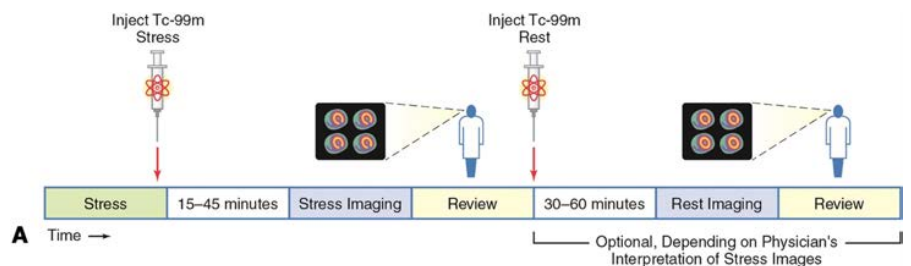 Inject Tc-99m
Stress
Inject Tc-99m
Rest
Stress
15–45 minutes
Stress Imaging
Review
30–60 minutes
Rest Imaging
Review
A
Time →
Optional, Depending on Physician's
Interpretation of Stress Images